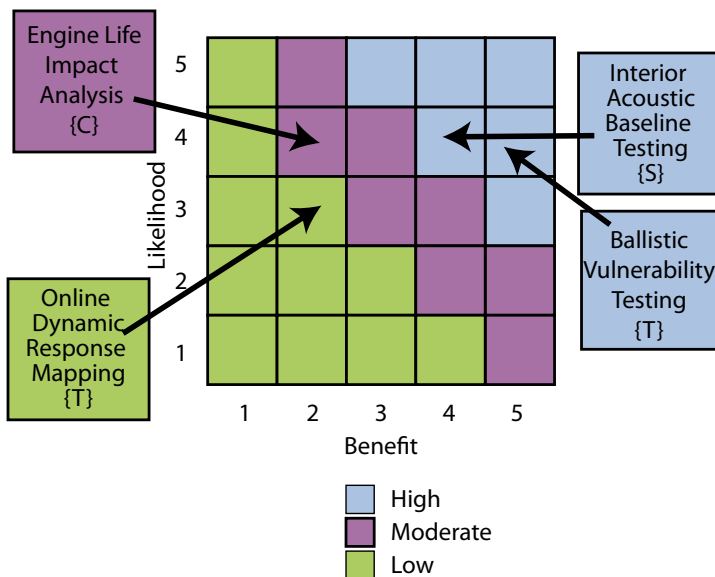 Engine Life
Impact
Analysis
{C}
Interior
Acoustic
Baseline
Testing
{S}
Ballistic
Vulnerability
Testing
{T}
Online
Dynamic
Response
Mapping
{T}
Likelihood
5
4
3
2
1
1 2 3 4 5
Benefit
High
Moderate
Low